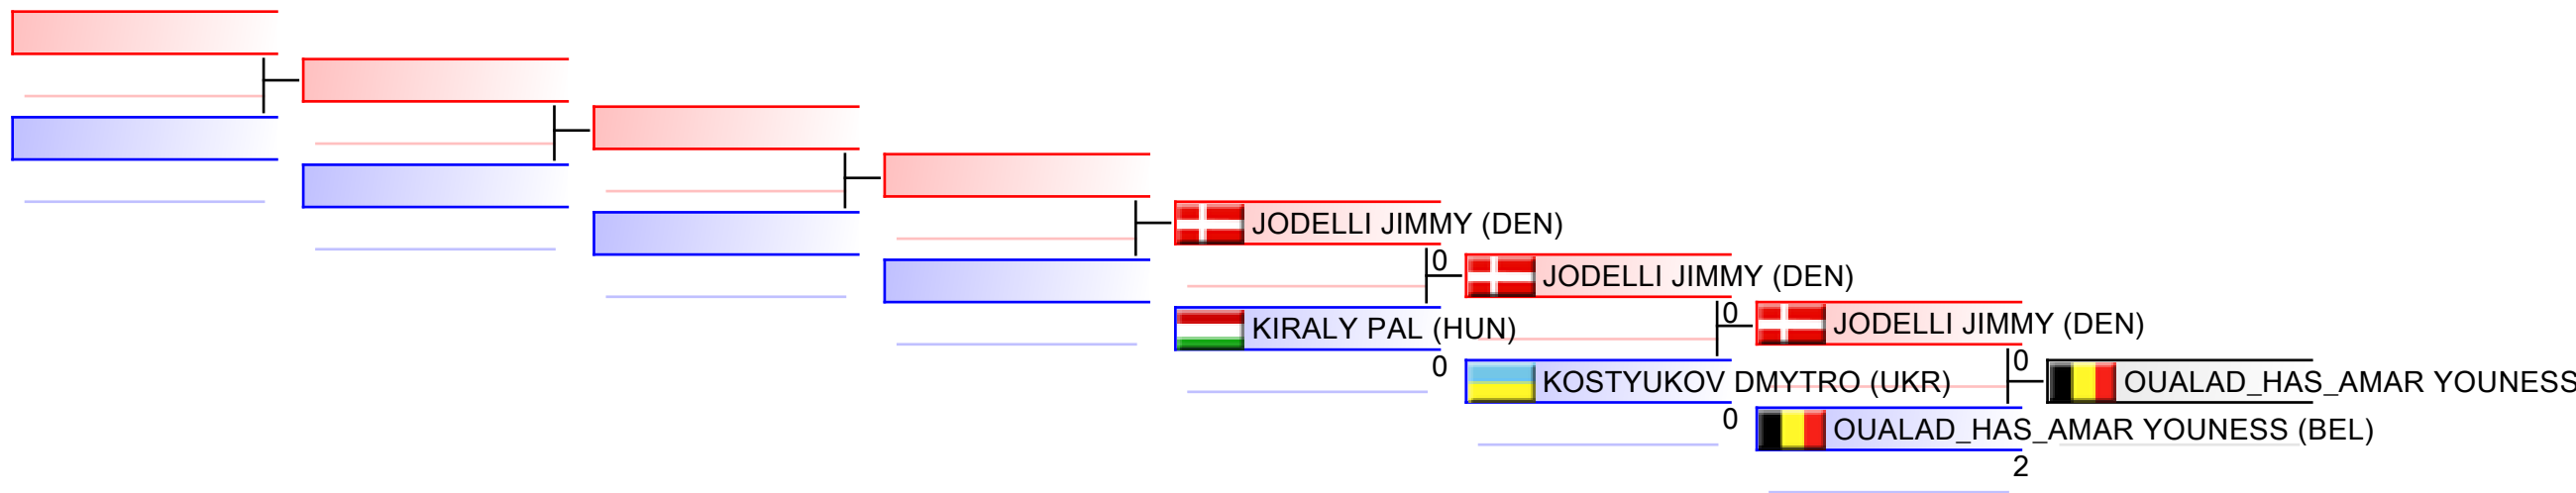 JODELLI JIMMY (DEN)
0
JODELLI JIMMY (DEN)
KIRALY PAL (HUN)
0
0
JODELLI JIMMY (DEN)
KOSTYUKOV DMYTRO (UKR)
0
0
OUALAD_HAS_AMAR YOUNESS
OUALAD_HAS_AMAR YOUNESS (BEL)
2